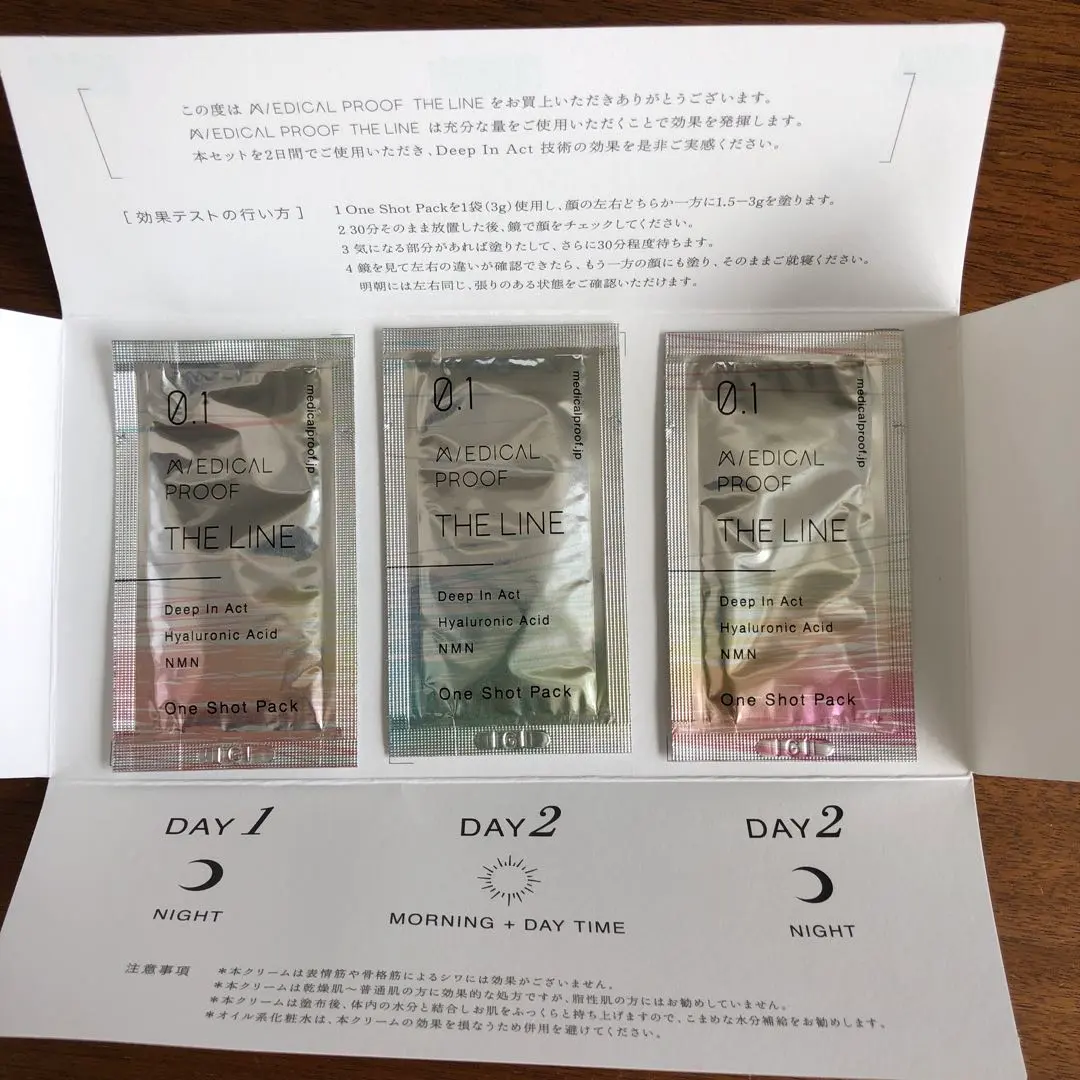 この度は MEDICAL PROOF THE LINE をお買上いただきありがとうございます。
MEDICAL PROOF THE LINE は充分な量をご使用いただくことで効果を発揮します。
本セットを2日間でご使用いただき、Deep In Act 技術の効果を是非ご実感ください。
[ 効果テストの行い方 ]
1 One Shot Packを1袋(3g)使用し、顔の左右どちらか一方に1.5-3gを塗ります。
2 30分そのまま放置した後、鏡で顔をチェックしてください。
3 気になる部分があれば塗りたして、さらに30分程度待ちます。
4 鏡を見て左右の違いが確認できたら、もう一方の顔にも塗り、そのままご就寝ください。
明朝には左右同じ、張りのある状態をご確認いただけます。
0.1
medicalproof.jp
MEDICAL
PROOF
THE LINE
Deep In Act
Hyaluronic Acid
NMN
One Shot Pack
IGI
0.1
medicalproof.jp
MEDICAL
PROOF
THE LINE
Deep In Act
Hyaluronic Acid
NMN
One Shot Pack
IGI
0.1
medicalproof.jp
MEDICAL
PROOF
THE LINE
Deep In Act
Hyaluronic Acid
NMN
One Shot Pack
IGI
DAY 1
NIGHT
DAY 2
MORNING + DAY TIME
DAY 2
NIGHT
注意事項
*本クリームは表情筋や骨格筋によるシワには効果がございません。
*本クリームは乾燥肌〜普通肌の方に効果的な処方ですが、脂性肌の方にはお勧めしていません。
*本クリームは塗布後、体内の水分と結合しお肌をふっくらと持ち上げますので、こまめな水分補給をお勧めします。
*オイル系化粧水は、本クリームの効果を損なうため併用を避けてください。